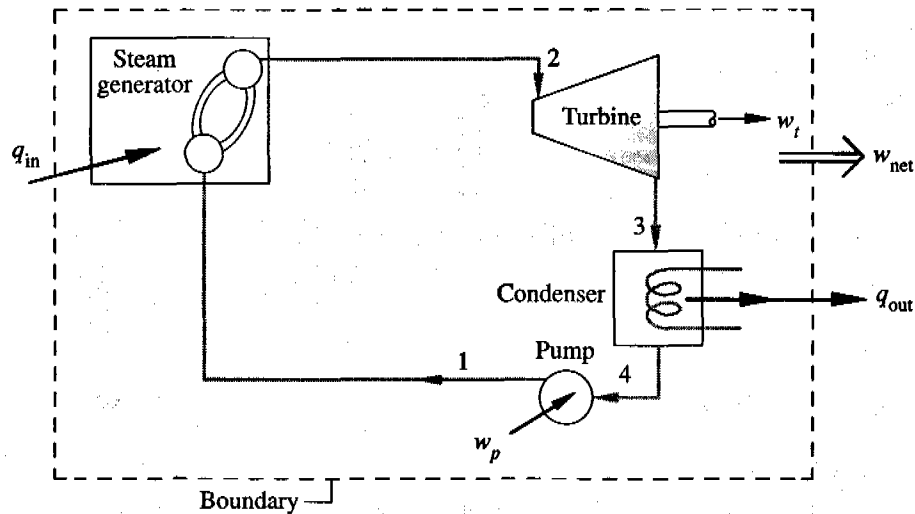 Steam
generator
2
Turbine
w_t
q_in
w_net
3
Condenser
q_out
Pump
1
4
w_p
Boundary